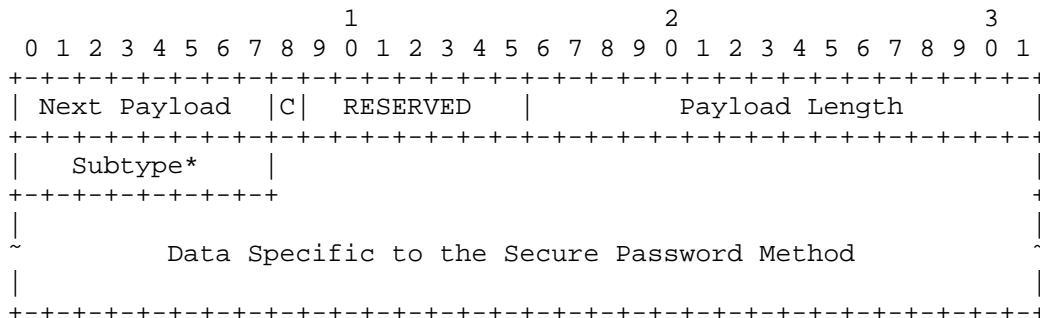 1                   2                   3
 0 1 2 3 4 5 6 7 8 9 0 1 2 3 4 5 6 7 8 9 0 1 2 3 4 5 6 7 8 9 0 1
+-+-+-+-+-+-+-+-+-+-+-+-+-+-+-+-+-+-+-+-+-+-+-+-+-+-+-+-+-+-+-+-+
| Next Payload  |C|  RESERVED   |         Payload Length        |
+-+-+-+-+-+-+-+-+-+-+-+-+-+-+-+-+-+-+-+-+-+-+-+-+-+-+-+-+-+-+-+-+
|   Subtype*    |                                               |
+-+-+-+-+-+-+-+-+                                               +
|                                                               |
~         Data Specific to the Secure Password Method           ~
|                                                               |
+-+-+-+-+-+-+-+-+-+-+-+-+-+-+-+-+-+-+-+-+-+-+-+-+-+-+-+-+-+-+-+-+